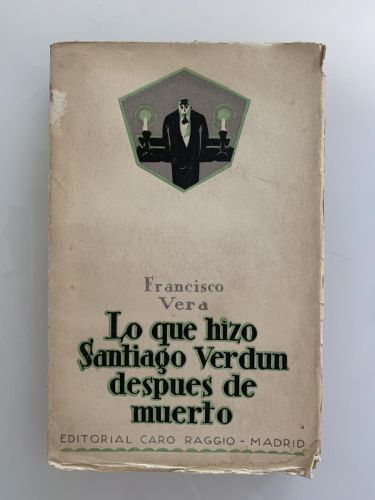 Francisco
Vera
Lo que hizo
Santiago Verdun
despues de
muerto
EDITORIAL CARO RAGGIO - MADRID